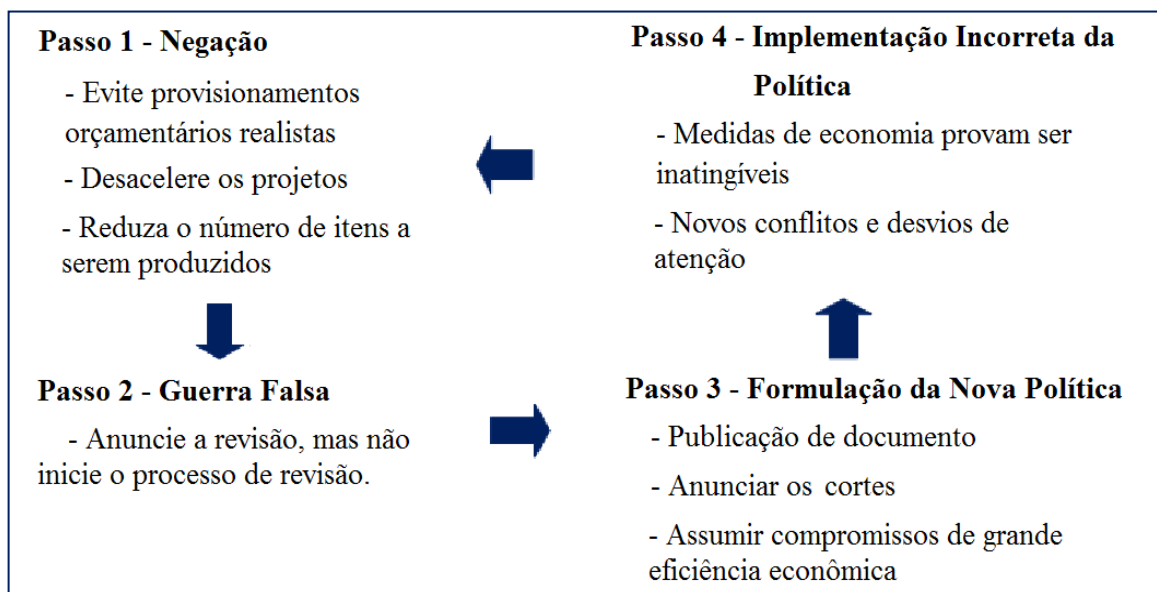 Passo 1 - Negação
- Evite provisionamentos
orçamentários realistas
- Desacelere os projetos
- Reduza o número de itens a
serem produzidos
Passo 2 - Guerra Falsa
- Anuncie a revisão, mas não
inicie o processo de revisão.
Passo 3 - Formulação da Nova Política
- Publicação de documento
- Anunciar os cortes
- Assumir compromissos de grande
eficiência econômica
Passo 4 - Implementação Incorreta da
Política
- Medidas de economia provam ser
inatingíveis
- Novos conflitos e desvios de
atenção